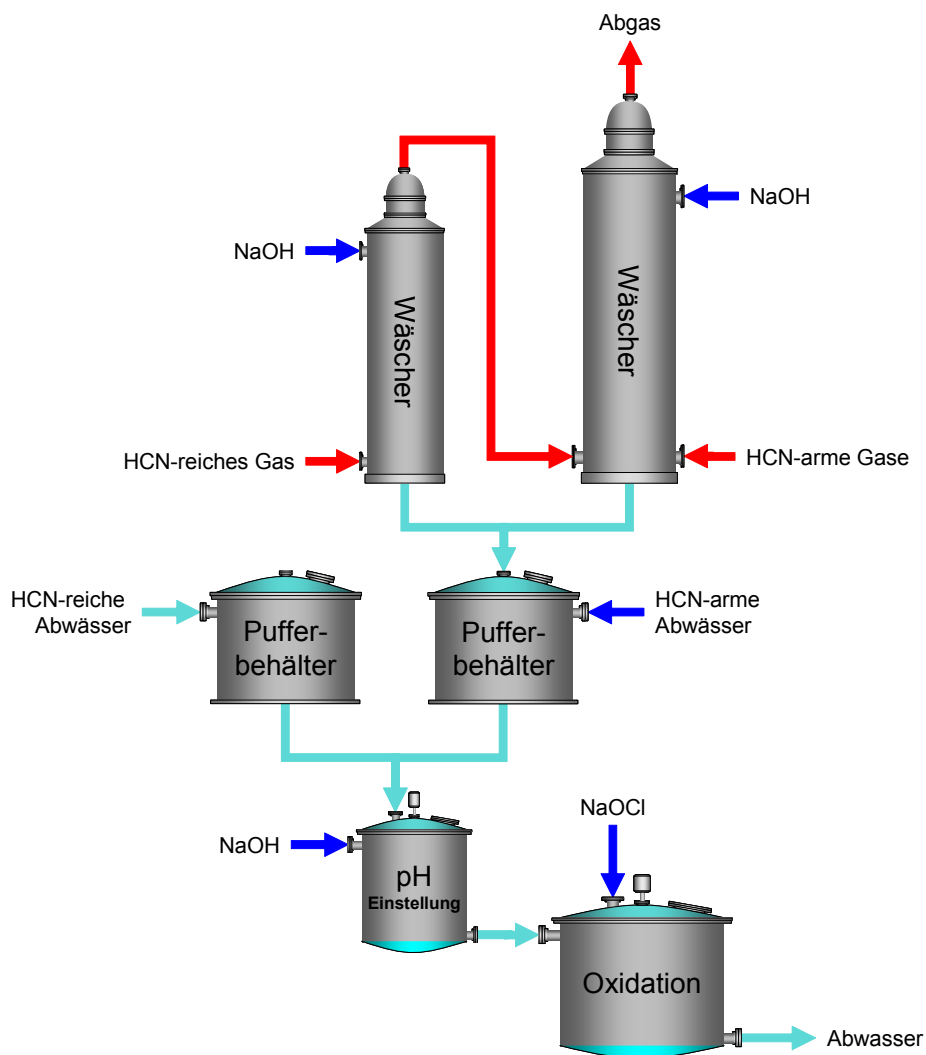 Abgas
NaOH
NaOH
Wäscher
Wäscher
HCN-reiches Gas
HCN-arme Gase
HCN-reiche
Abwässer
Puffer-
behälter
Puffer-
behälter
HCN-arme
Abwässer
NaOCl
NaOH
pH
Einstellung
Oxidation
Abwasser